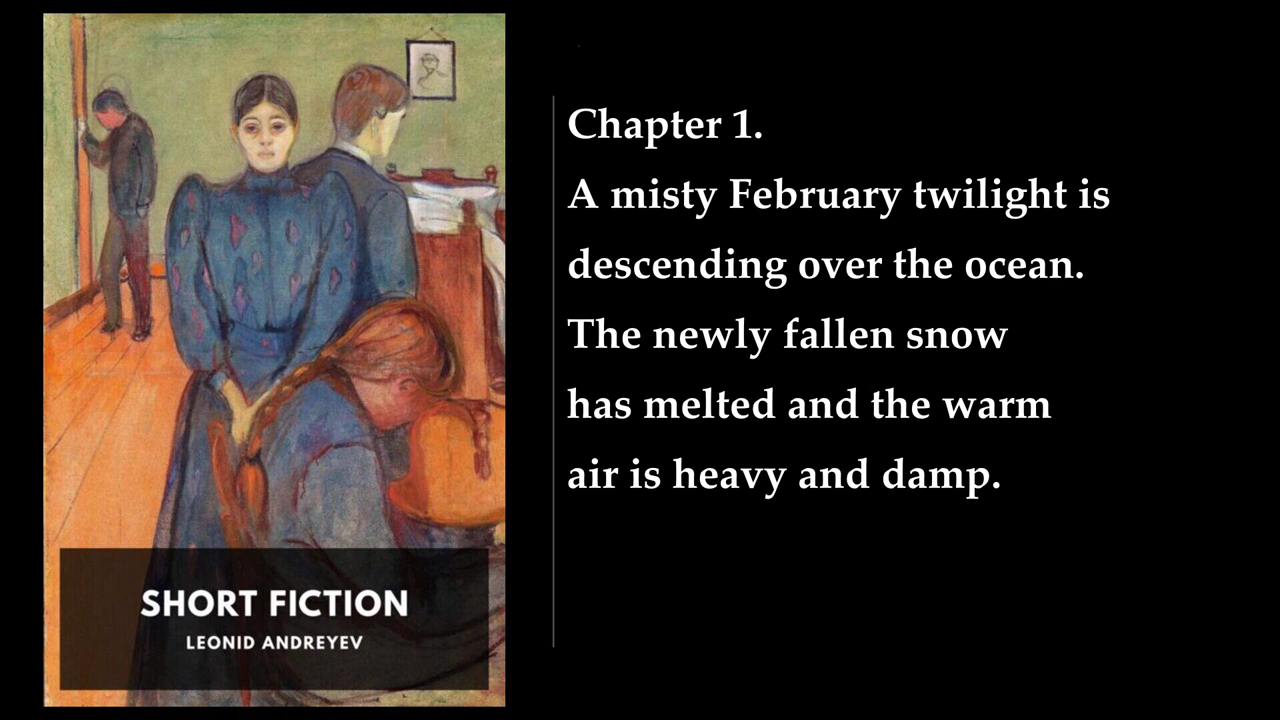 SHORT FICTION
LEONID ANDREYEV
Chapter 1.
A misty February twilight is
descending over the ocean.
The newly fallen snow
has melted and the warm
air is heavy and damp.